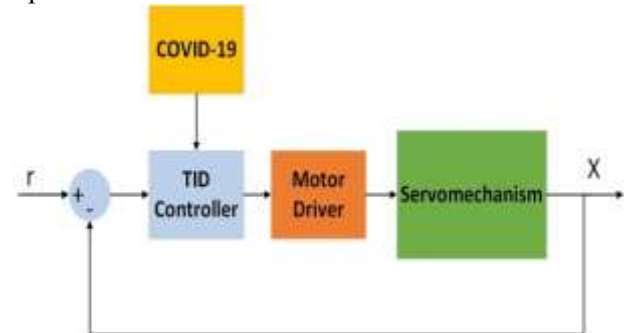 COVID-19
r
+
-
TID
Controller
Motor
Driver
Servomechanism
X